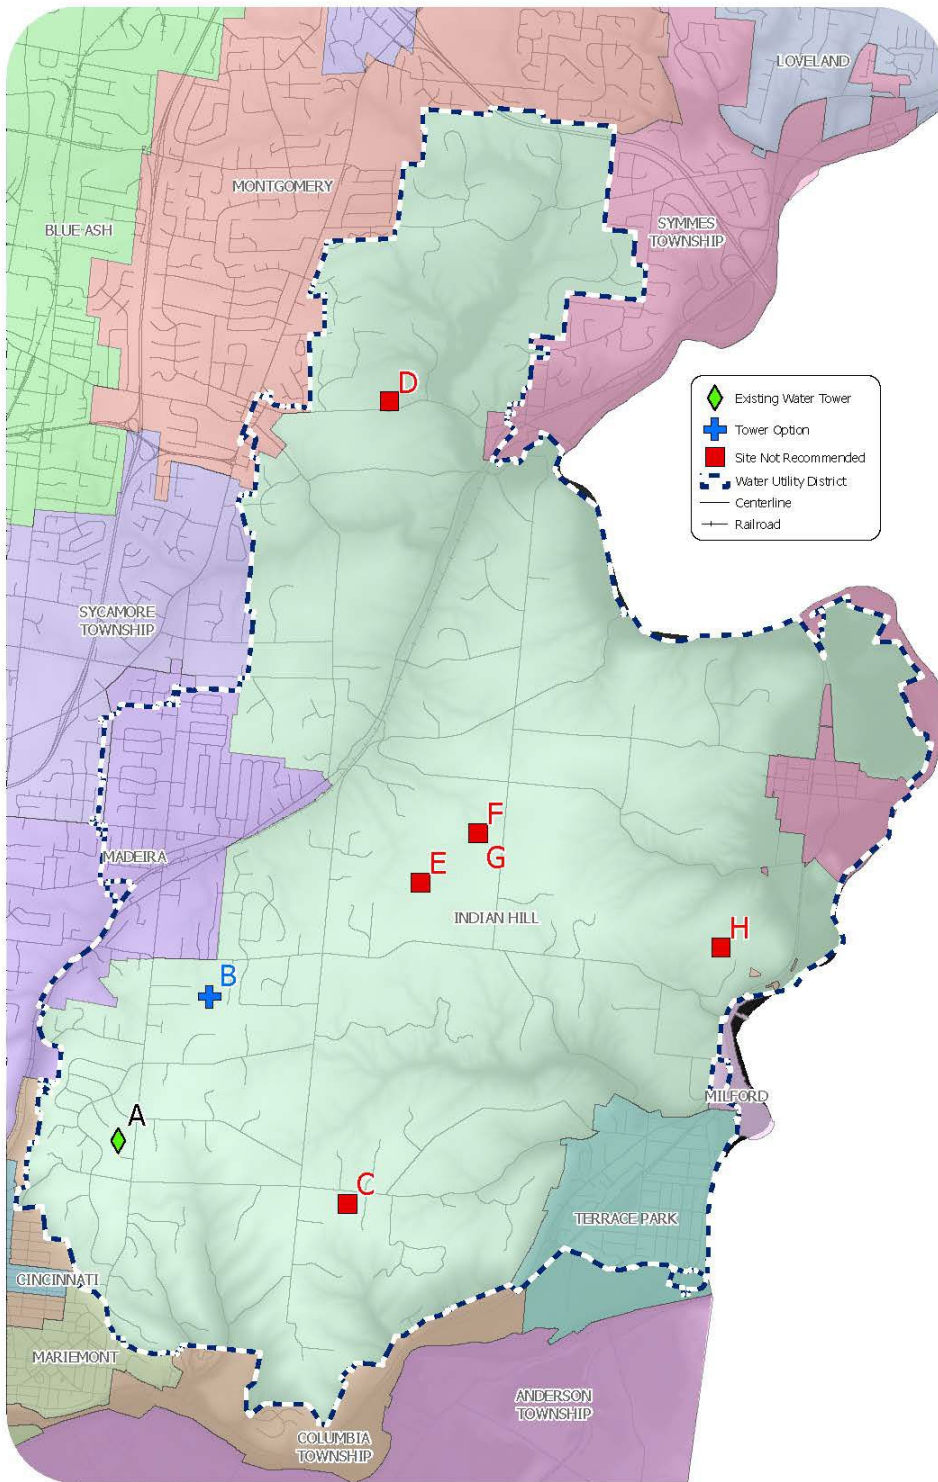 LOVELAND
MONTGOMERY
BLUE ASH
SYMMES
TOWNSHIP
D
Existing Water Tower
Tower Option
Site Not Recommended
Water Utility District
Centerline
Railroad
SYCAMORE
TOWNSHIP
F
MADEIRA
E
G
INDIAN HILL
H
B
MILFORD
A
C
TERRACE PARK
CINCINNATI
MARIEMONT
ANDERSON
TOWNSHIP
COLUMBIA
TOWNSHIP